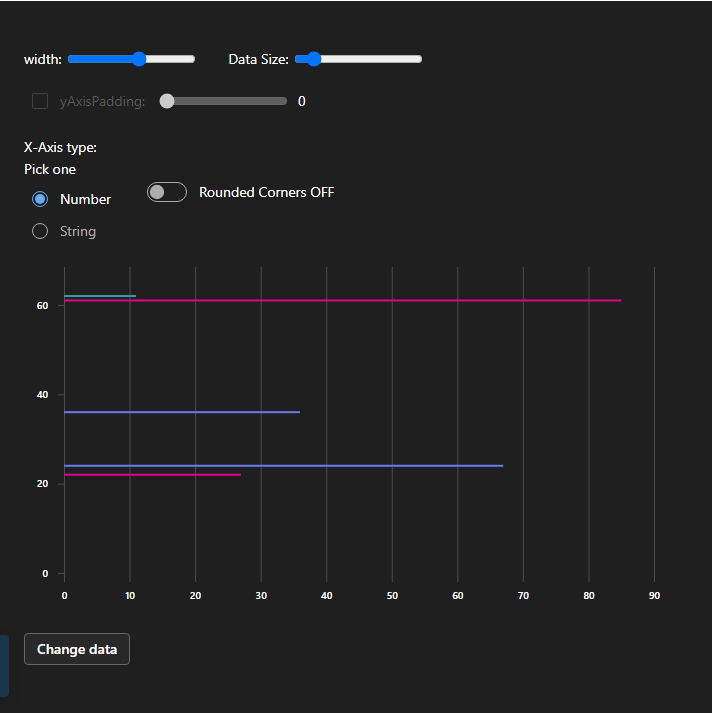 width: Data Size:
yAxisPadding: 0
X-Axis type:
Pick one
Number Rounded Corners OFF
String
60
40
20
0
0 10 20 30 40 50 60 70 80 90
Change data